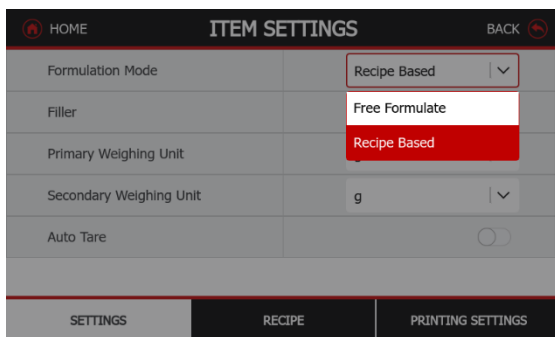 HOME
ITEM SETTINGS
BACK
Formulation Mode
Recipe Based
Free Formulate
Filler
Recipe Based
Primary Weighing Unit
Secondary Weighing Unit
g
Auto Tare
SETTINGS
RECIPE
PRINTING SETTINGS